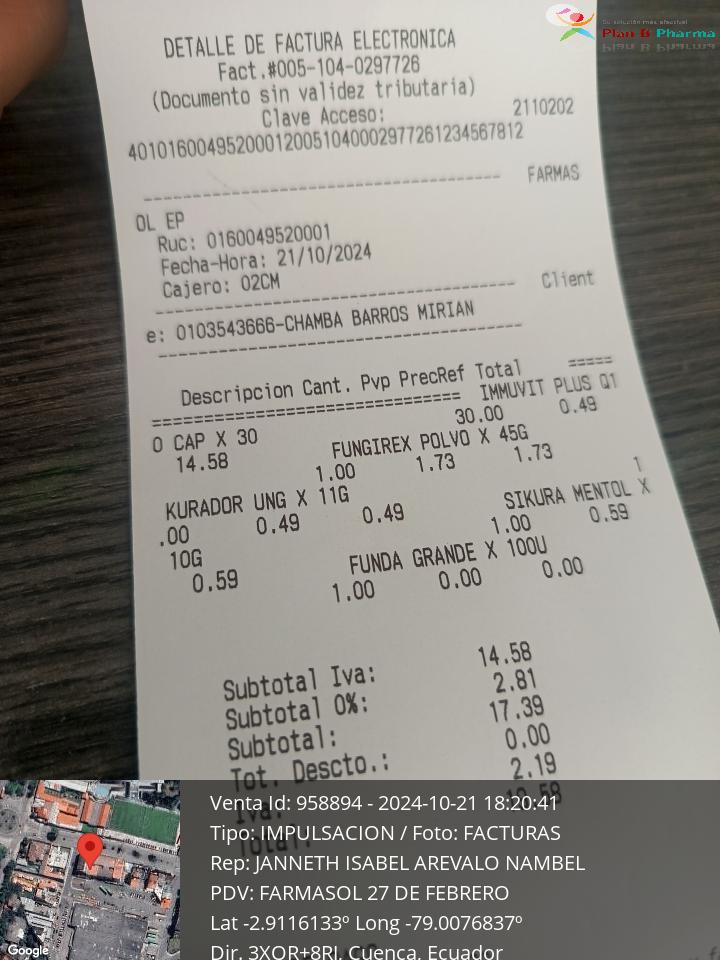 Su solución más efectiva!
Plan B Pharma
DETALLE DE FACTURA ELECTRONICA
Fact.#005-104-0297726
(Documento sin validez tributaria)
Clave Acceso: 2110202
401016004952000120051040002977261234567812
------------------------------------ FARMAS
OL EP
Ruc: 0160049520001
Fecha-Hora: 21/10/2024
Cajero: 02CM
------------------------------------ Client
e: 0103543666-CHAMBA BARROS MIRIAN
------------------------------------
Descripcion Cant. Pvp PrecRef Total =====
=============================== IMMUVIT PLUS Q1
0 CAP X 30 30.00 0.49
14.58 FUNGIREX POLVO X 45G
1.00 1.73 1.73
KURADOR UNG X 11G 1
.00 0.49 0.49 SIKURA MENTOL X
10G 1.00 0.59
0.59 FUNDA GRANDE X 100U
1.00 0.00 0.00
Subtotal Iva: 14.58
Subtotal 0%: 2.81
Subtotal: 17.39
Tot. Descto.: 0.00
Iva: 2.19
Total:
Venta Id: 958894 - 2024-10-21 18:20:41
Tipo: IMPULSACION / Foto: FACTURAS
Rep: JANNETH ISABEL AREVALO NAMBEL
PDV: FARMASOL 27 DE FEBRERO
Lat -2.9116133º Long -79.0076837º
Dir. 3XQR+8RJ, Cuenca, Ecuador
Google